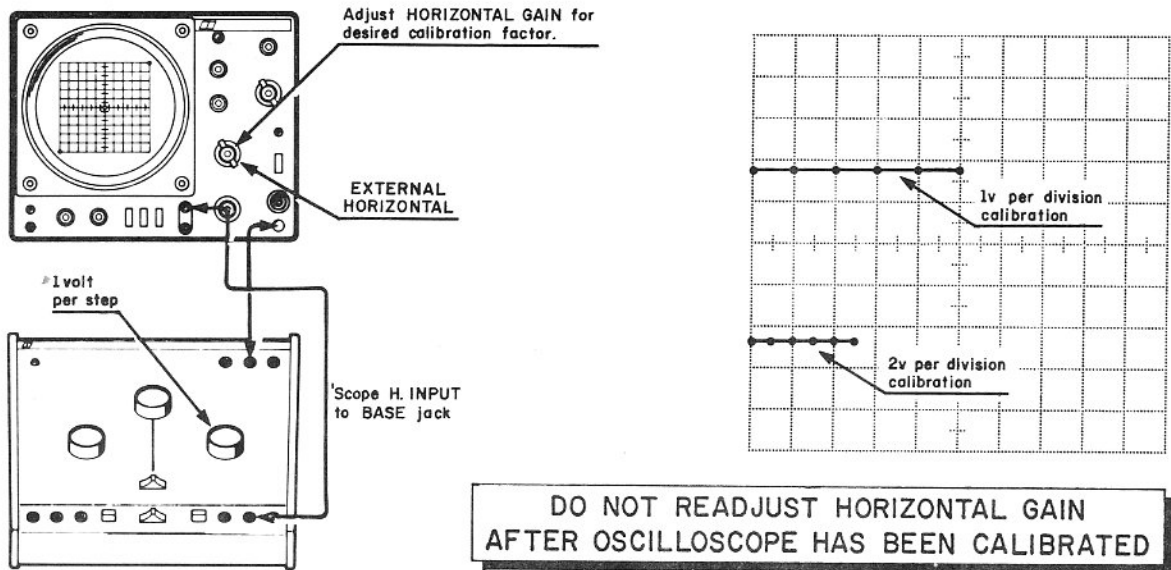 Adjust HORIZONTAL GAIN for
desired calibration factor.
EXTERNAL
HORIZONTAL
1 volt
per step
'Scope H. INPUT
to BASE jack
1v per division
calibration
2v per division
calibration
DO NOT READJUST HORIZONTAL GAIN
AFTER OSCILLOSCOPE HAS BEEN CALIBRATED